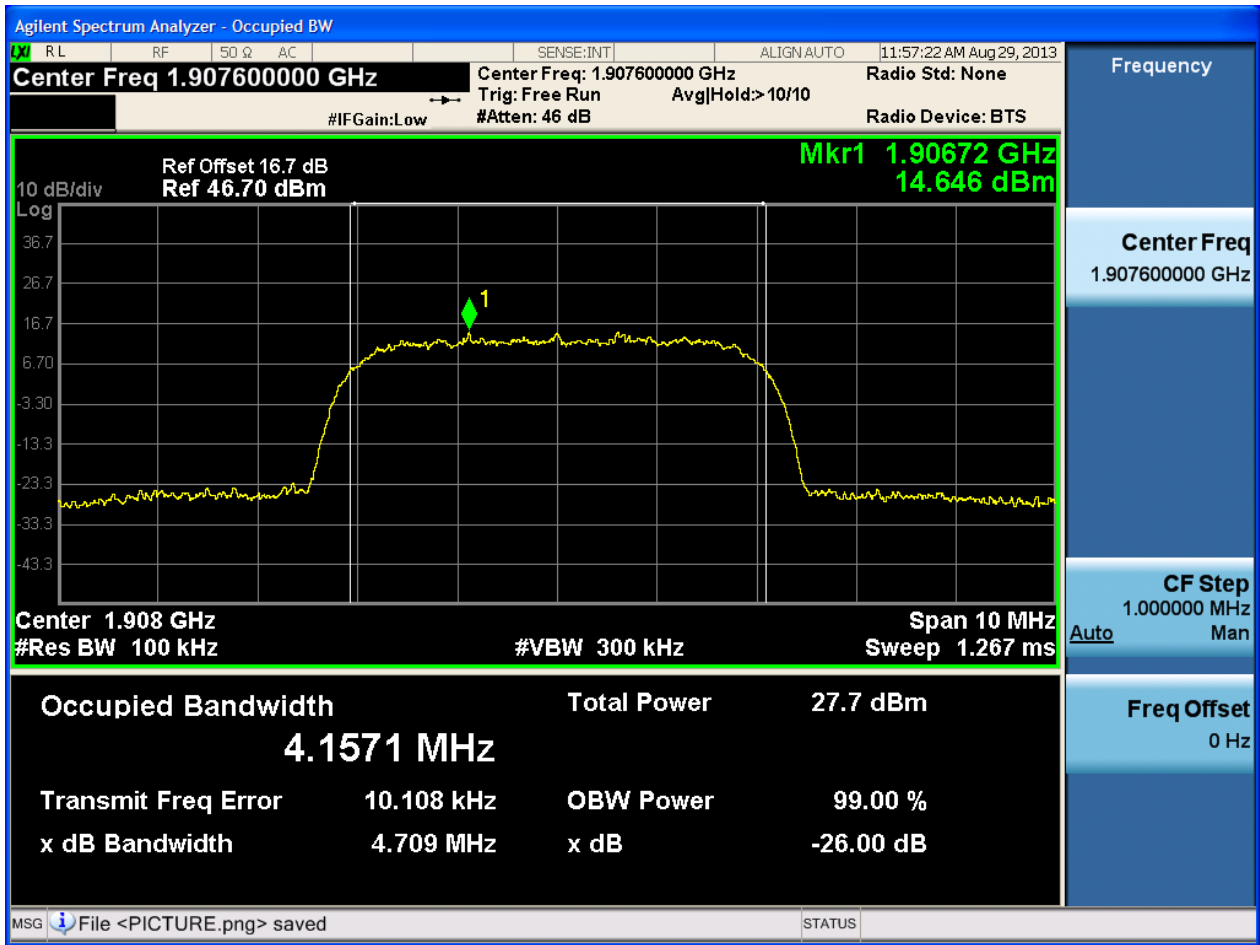 Agilent Spectrum Analyzer - Occupied BW
LXI RL RF 50 Ω AC SENSE:INT ALIGN AUTO 11:57:22 AM Aug 29, 2013
Center Freq 1.907600000 GHz
Center Freq: 1.907600000 GHz Radio Std: None
Trig: Free Run Avg|Hold:>10/10
#IFGain:Low #Atten: 46 dB Radio Device: BTS
Mkr1 1.90672 GHz
14.646 dBm
Ref Offset 16.7 dB
10 dB/div Ref 46.70 dBm
Log
36.7
26.7
1
16.7
6.70
-3.30
-13.3
-23.3
-33.3
-43.3
Center 1.908 GHz Span 10 MHz
#Res BW 100 kHz #VBW 300 kHz Sweep 1.267 ms
Occupied Bandwidth Total Power 27.7 dBm
4.1571 MHz
Transmit Freq Error 10.108 kHz OBW Power 99.00 %
x dB Bandwidth 4.709 MHz x dB -26.00 dB
Frequency
Center Freq
1.907600000 GHz
CF Step
1.000000 MHz
Auto Man
Freq Offset
0 Hz
MSG File <PICTURE.png> saved STATUS